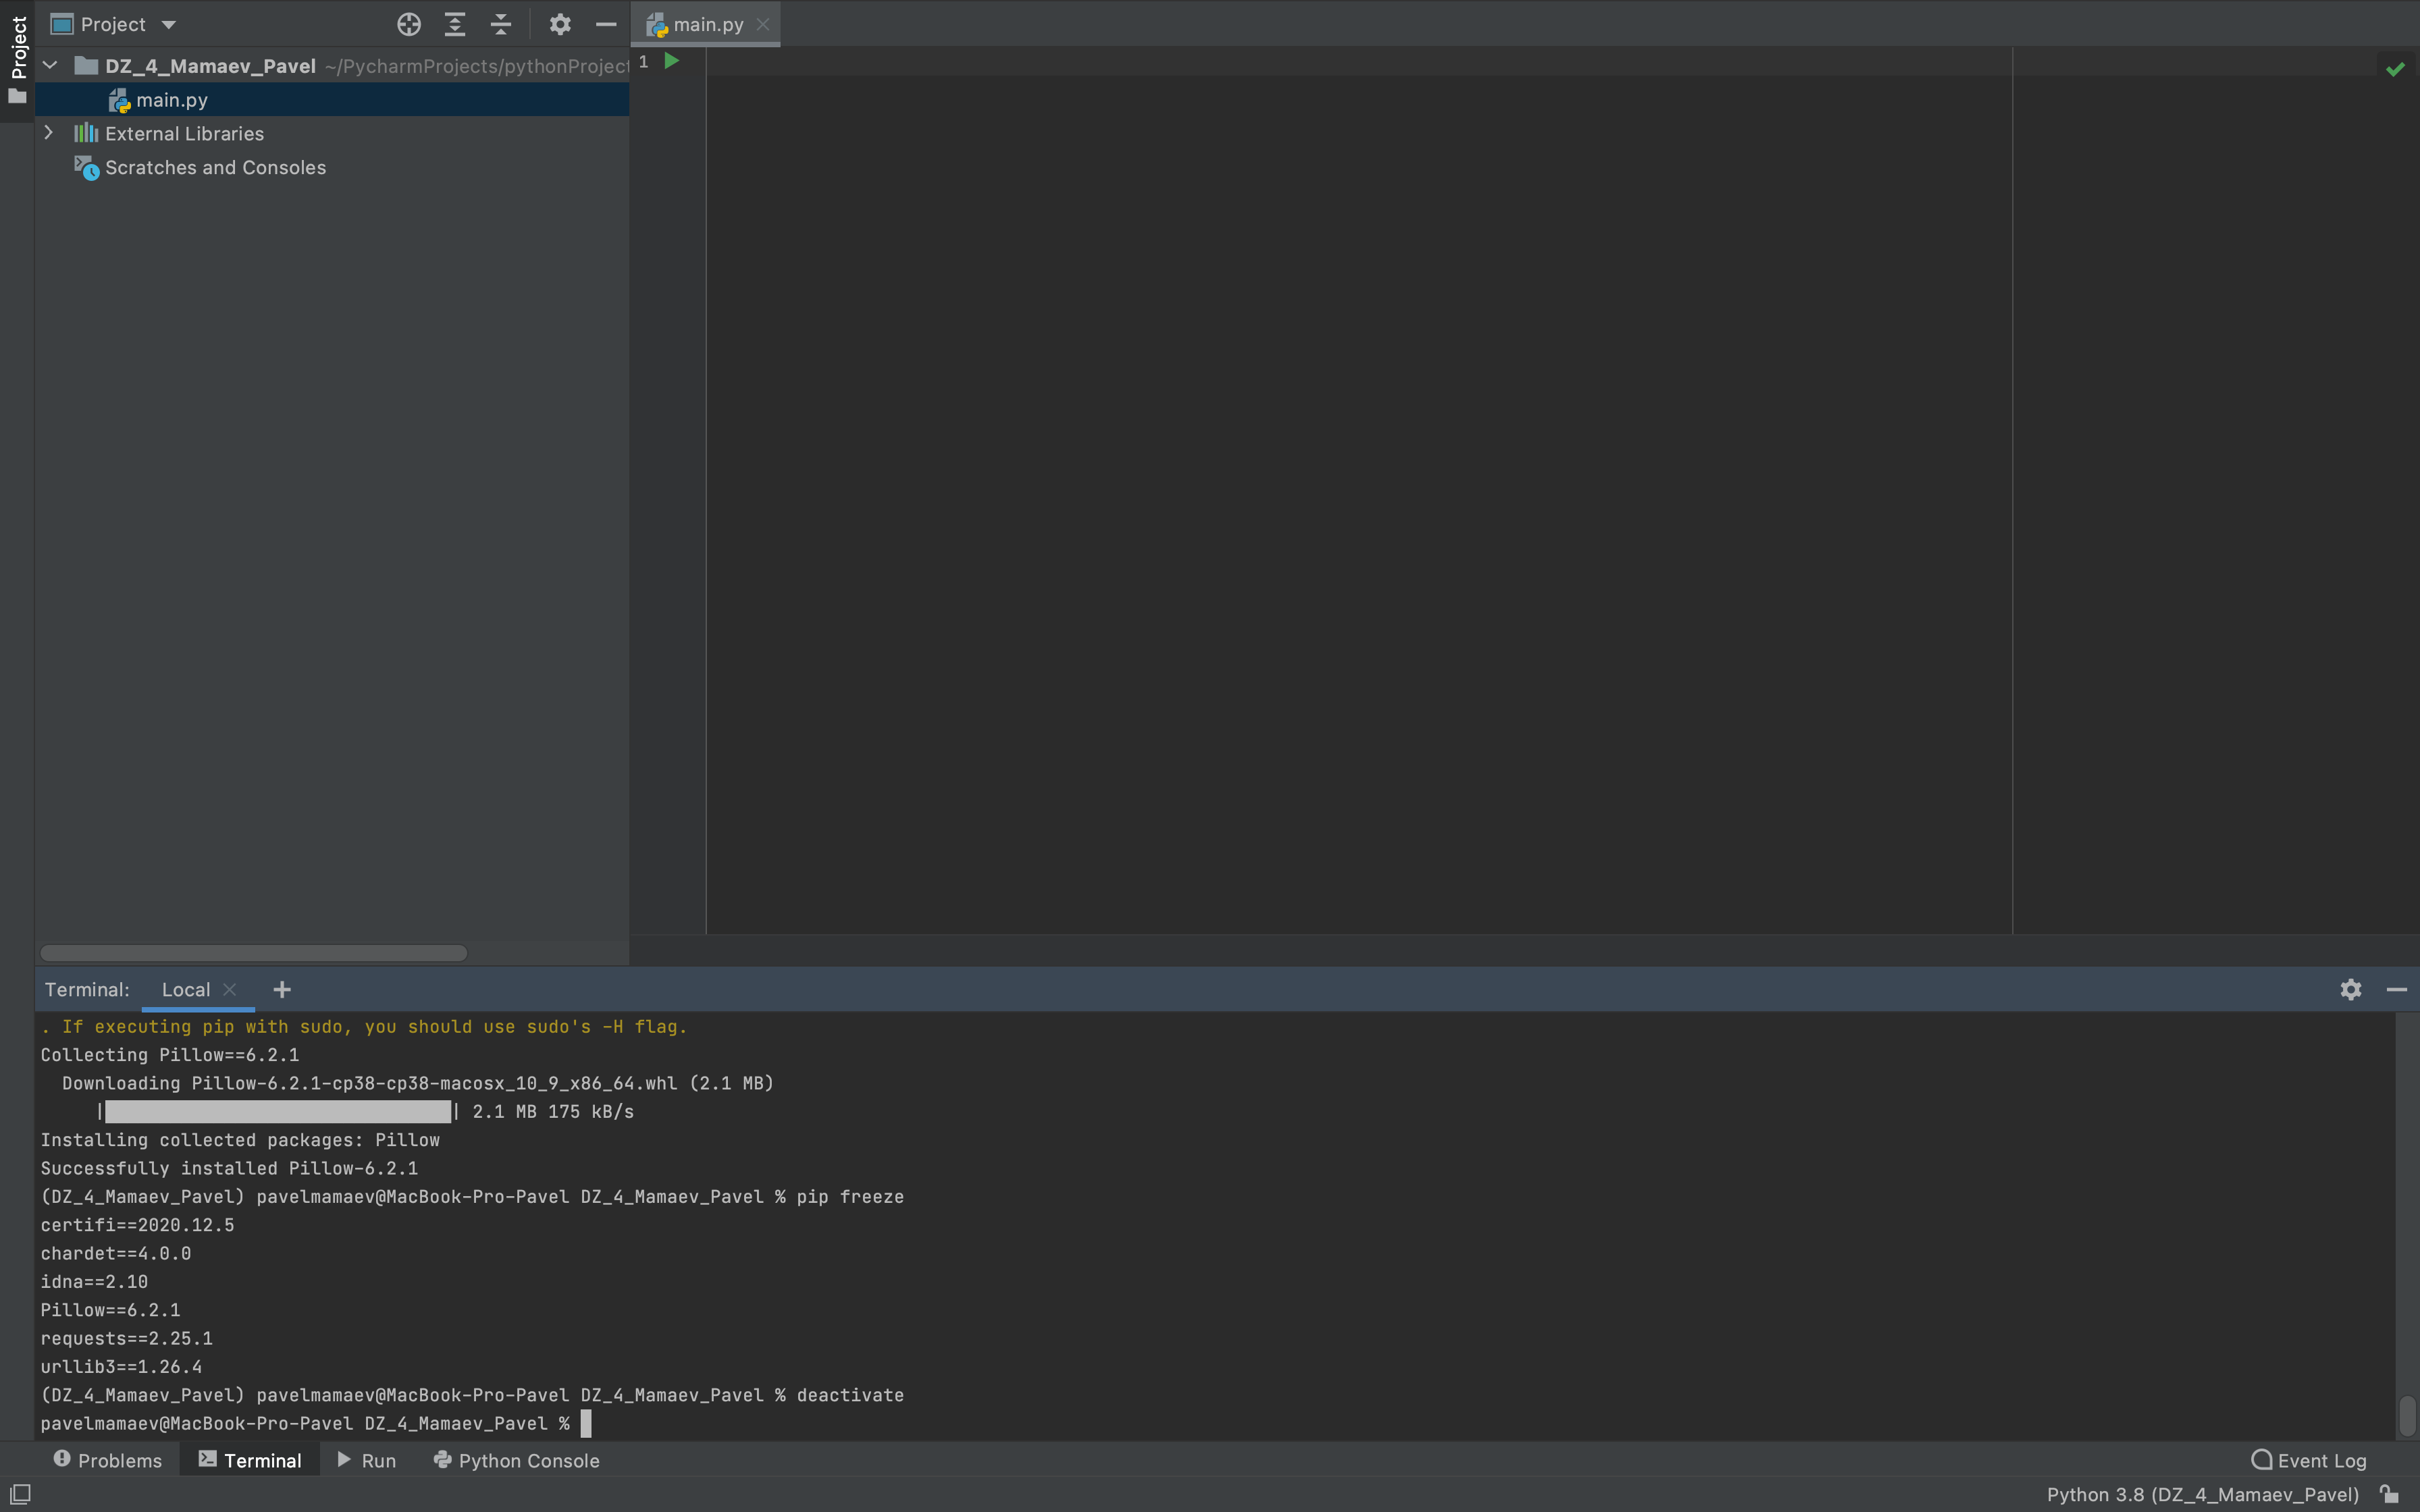 Project
Project
main.py
DZ_4_Mamaev_Pavel ~/PycharmProjects/pythonProject
1
main.py
External Libraries
Scratches and Consoles
Terminal:
Local
. If executing pip with sudo, you should use sudo's -H flag.
Collecting Pillow==6.2.1
Downloading Pillow-6.2.1-cp38-cp38-macosx_10_9_x86_64.whl (2.1 MB)
| | 2.1 MB 175 kB/s
Installing collected packages: Pillow
Successfully installed Pillow-6.2.1
(DZ_4_Mamaev_Pavel) pavelmamaev@MacBook-Pro-Pavel DZ_4_Mamaev_Pavel % pip freeze
certifi==2020.12.5
chardet==4.0.0
idna==2.10
Pillow==6.2.1
requests==2.25.1
urllib3==1.26.4
(DZ_4_Mamaev_Pavel) pavelmamaev@MacBook-Pro-Pavel DZ_4_Mamaev_Pavel % deactivate
pavelmamaev@MacBook-Pro-Pavel DZ_4_Mamaev_Pavel %
Problems
Terminal
Run
Python Console
Event Log
Python 3.8 (DZ_4_Mamaev_Pavel)